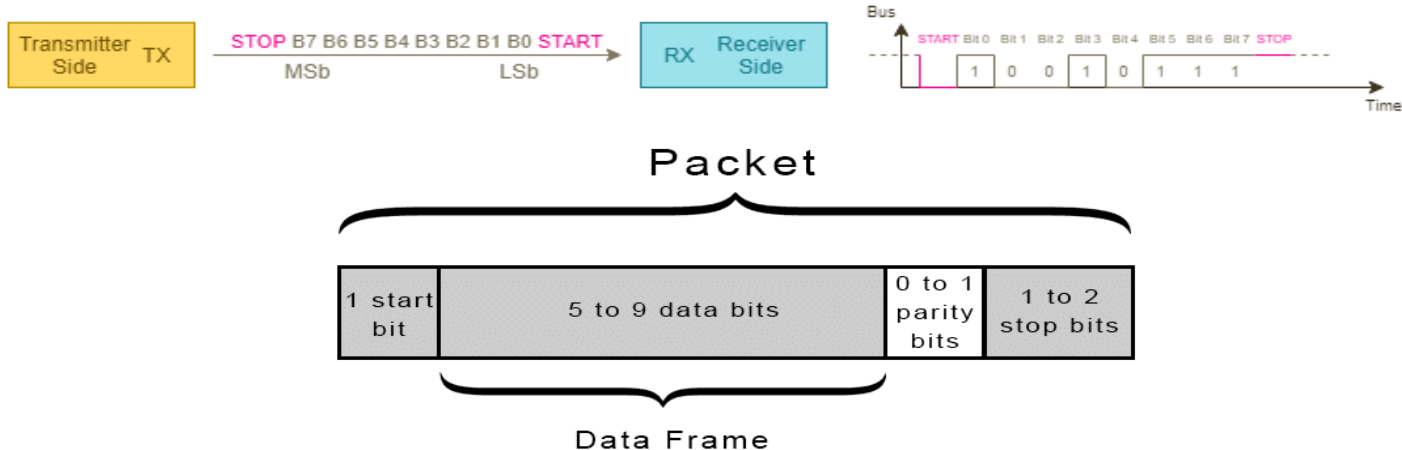 Transmitter
Side
TX
STOP B7 B6 B5 B4 B3 B2 B1 B0 START
MSb LSb
RX
Receiver
Side
Bus
START Bit 0 Bit 1 Bit 2 Bit 3 Bit 4 Bit 5 Bit 6 Bit 7 STOP
1 0 0 1 0 1 1 1
Time
Packet
1 start
bit
5 to 9 data bits
0 to 1
parity
bits
1 to 2
stop bits
Data Frame